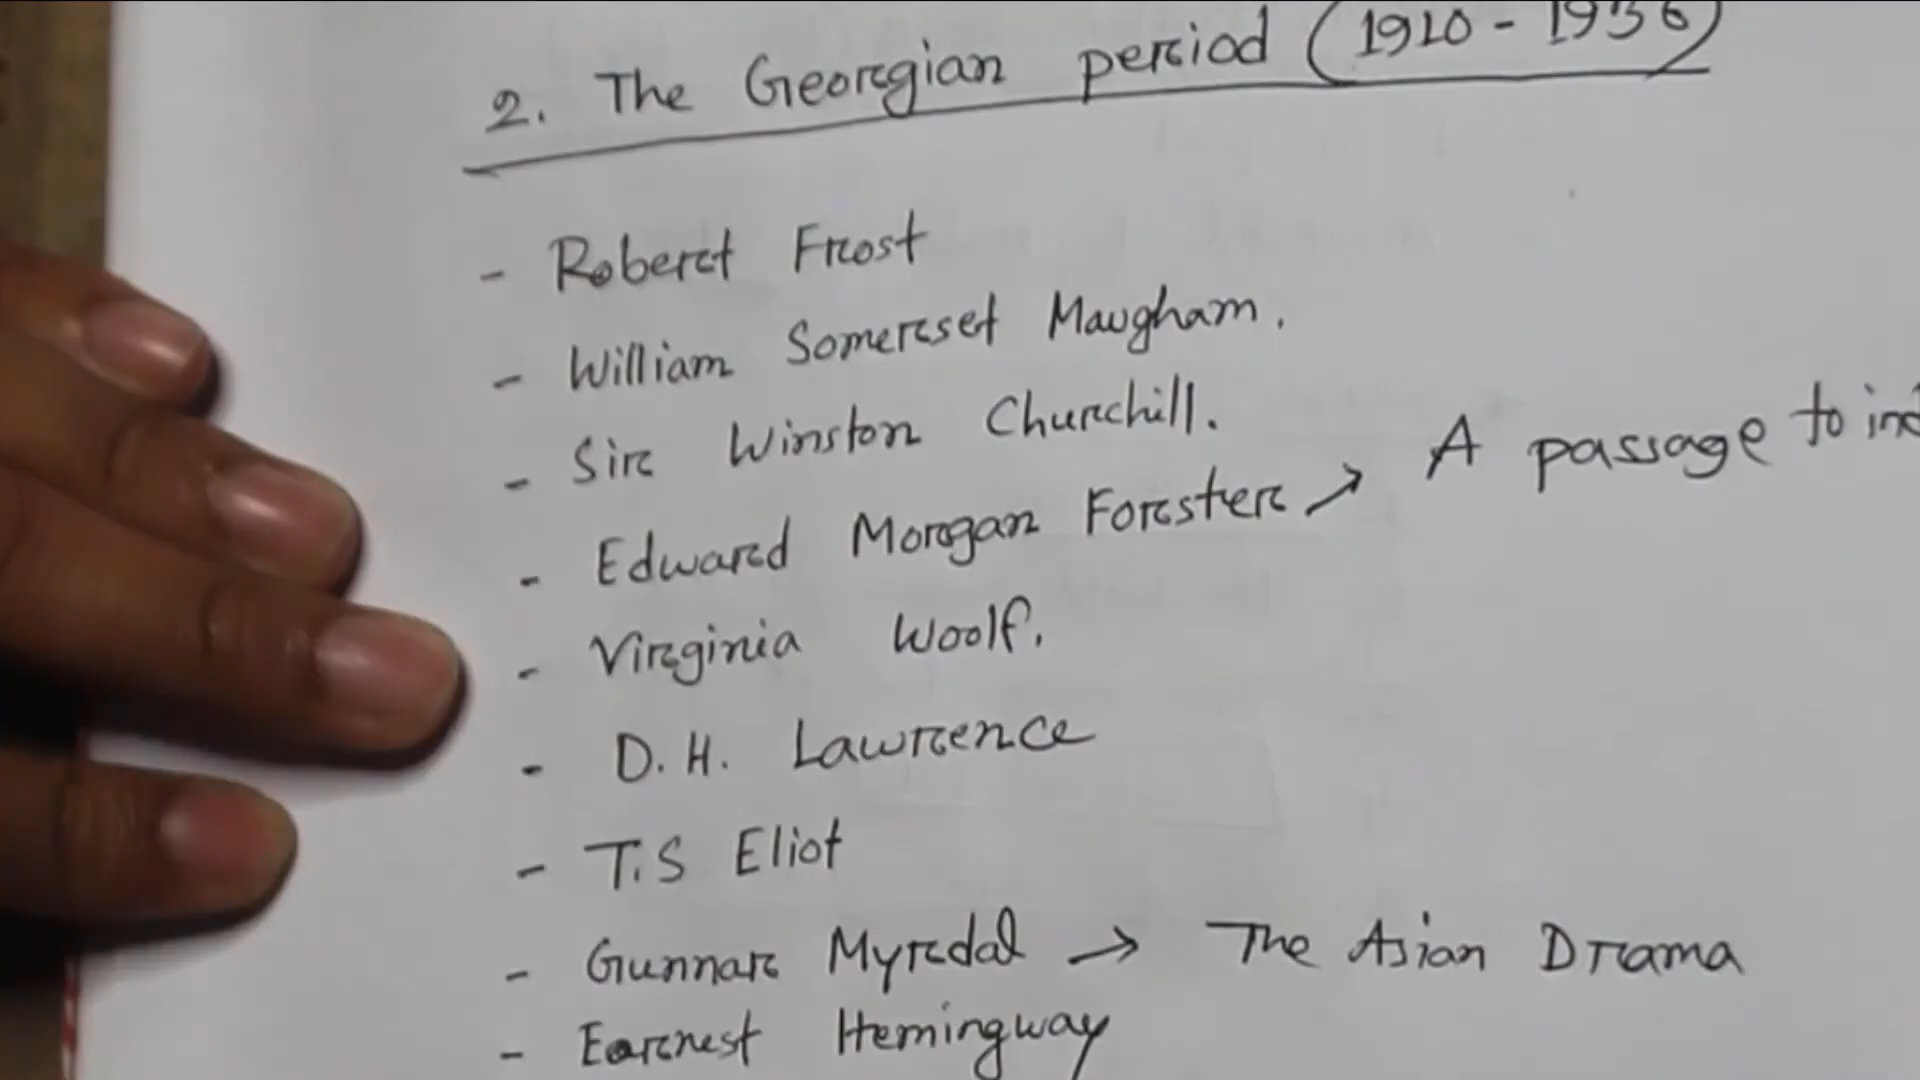 2. The Georgian period (1910 - 1936)
- Robert Frost
- William Somerset Maugham.
- Sir Winston Churchill.
- Edward Morgan Forster → A passage to ind
- Virginia Woolf.
- D.H. Lawrence
- T.S Eliot
- Gunnar Myrdal → The Asian Drama
- Earnest Hemingway